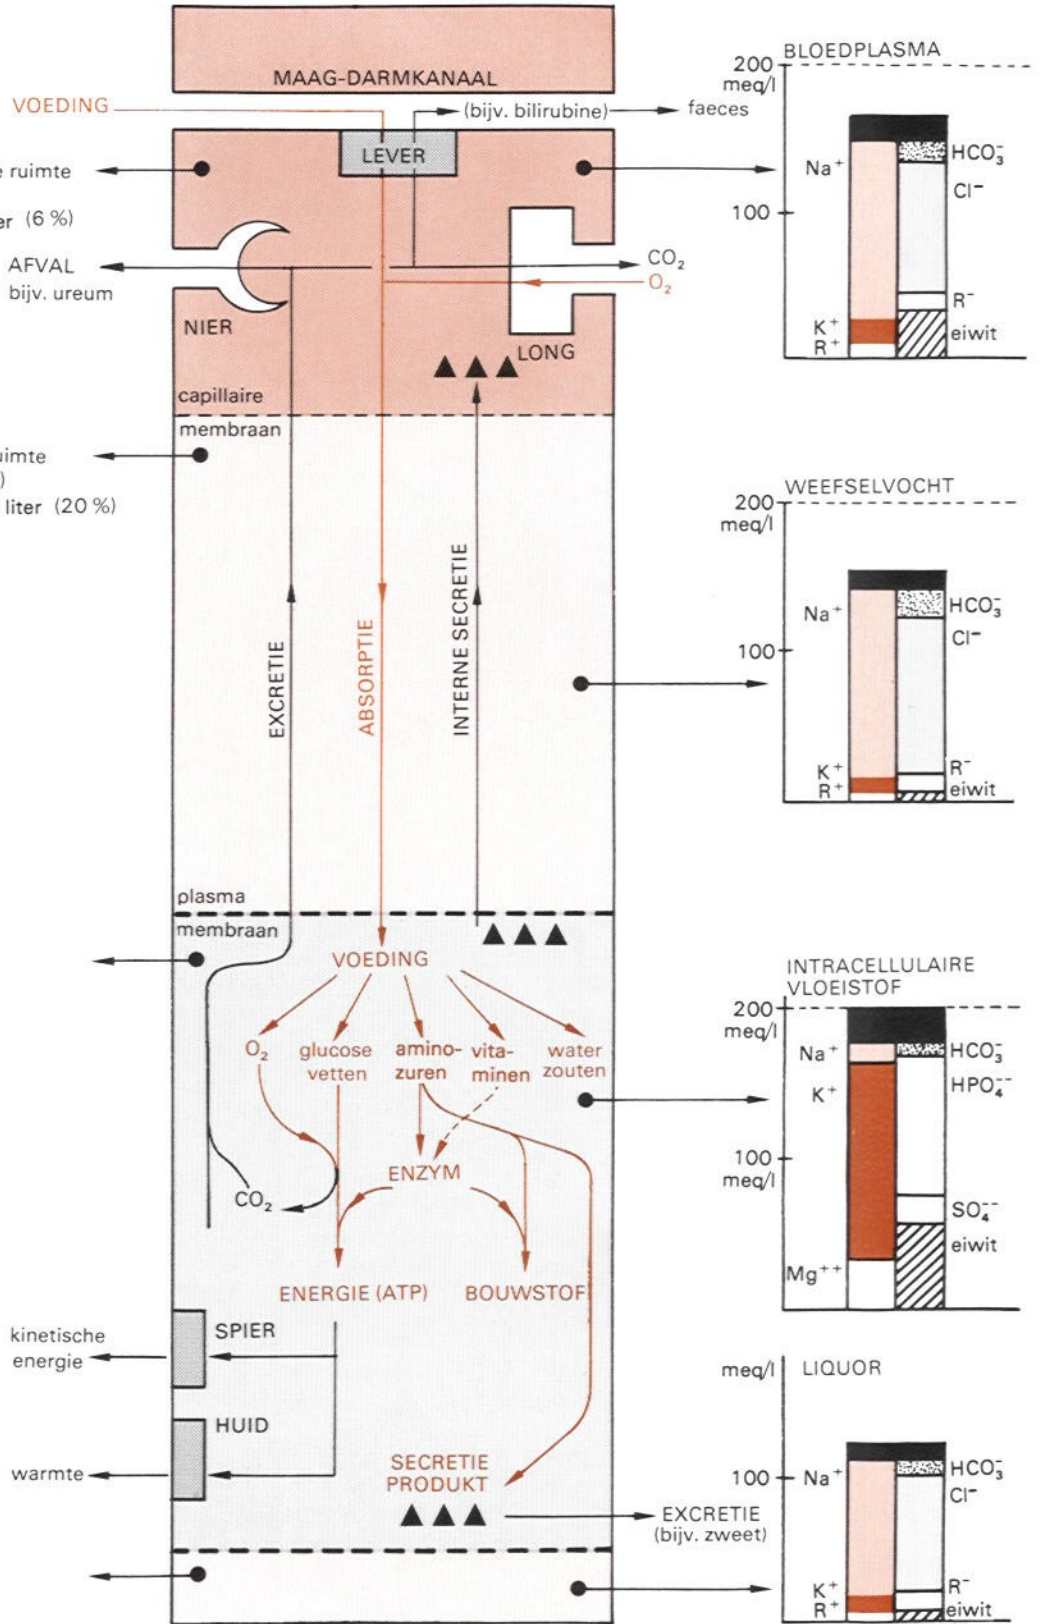 MAAG-DARMKANAAL
VOEDING
(bijv. bilirubine)
faeces
LEVER
e ruimte
er (6 %)
AFVAL
bijv. ureum
CO₂
O₂
NIER
LONG
capillaire
membraan
uimte
)
liter (20 %)
EXCRETIE
ABSORPTIE
INTERNE SECRETIE
plasma
membraan
VOEDING
O₂
glucose
vetten
amino-
zuren
vita-
minen
water
zouten
ENZYM
CO₂
ENERGIE (ATP)
BOUWSTOF
SPIER
kinetische
energie
HUID
warmte
SECRETIE
PRODUKT
EXCRETIE
(bijv. zweet)
BLOEDPLASMA
200
meq/l
Na⁺
HCO₃⁻
Cl⁻
100
R⁻
K⁺
eiwit
R⁺
WEEFSELVOCHT
200
meq/l
Na⁺
HCO₃⁻
Cl⁻
100
R⁻
K⁺
eiwit
R⁺
INTRACELLULAIRE
VLOEISTOF
200
meq/l
Na⁺
HCO₃⁻
K⁺
HPO₄⁻⁻
100
meq/l
SO₄⁻⁻
eiwit
Mg⁺⁺
meq/l
LIQUOR
100
Na⁺
HCO₃⁻
Cl⁻
K⁺
R⁻
R⁺
eiwit